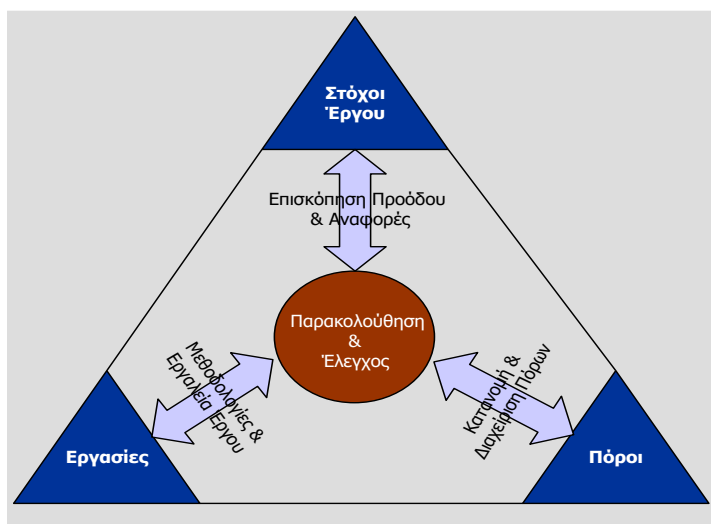 Στόχοι
Έργου
Επισκόπηση Προόδου
& Αναφορές
Παρακολούθηση
&
Έλεγχος
Μεθοδολογίες &
Εργαλεία Έργου
Κατανομή &
Διαχείριση Πόρων
Εργασίες
Πόροι